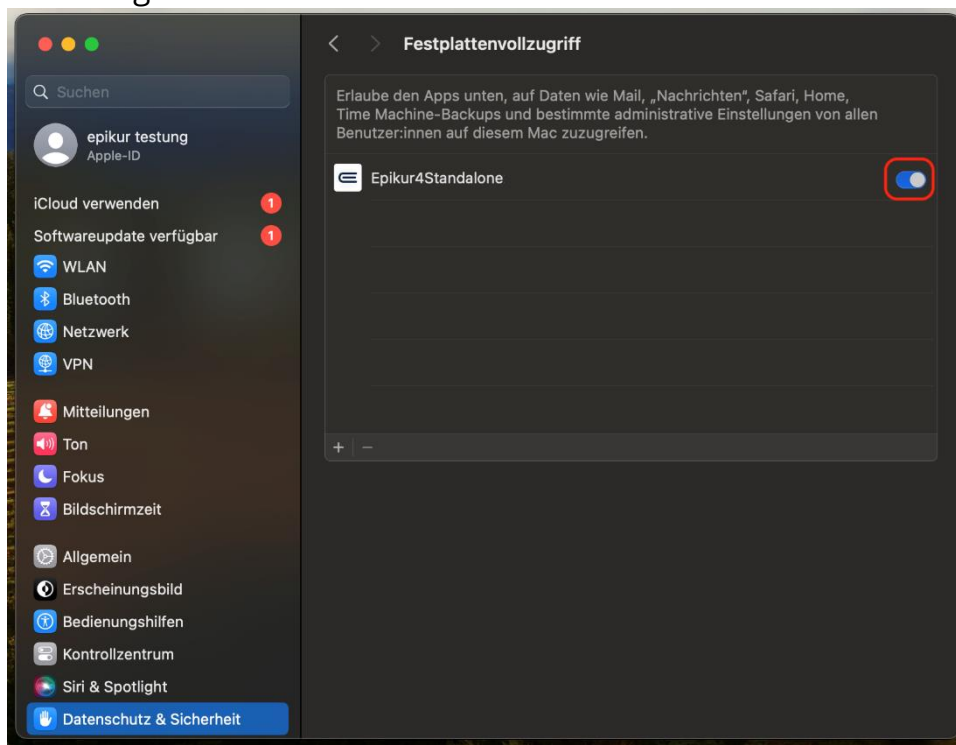 Festplattenvollzugriff
Suchen
epikur testung
Apple-ID
iCloud verwenden 1
Softwareupdate verfügbar 1
WLAN
Bluetooth
Netzwerk
VPN
Mitteilungen
Ton
Fokus
Bildschirmzeit
Allgemein
Erscheinungsbild
Bedienungshilfen
Kontrollzentrum
Siri & Spotlight
Datenschutz & Sicherheit
Erlaube den Apps unten, auf Daten wie Mail, „Nachrichten“, Safari, Home,
Time Machine-Backups und bestimmte administrative Einstellungen von allen
Benutzer:innen auf diesem Mac zuzugreifen.
Epikur4Standalone
+ | −